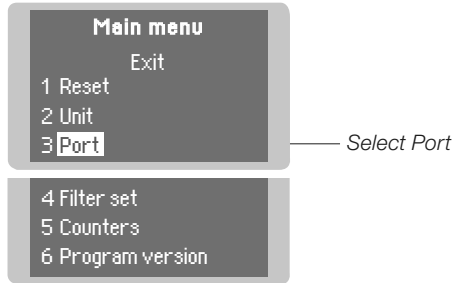 Main menu
Exit
1 Reset
2 Unit
3 Port
Select Port
4 Filter set
5 Counters
6 Program version